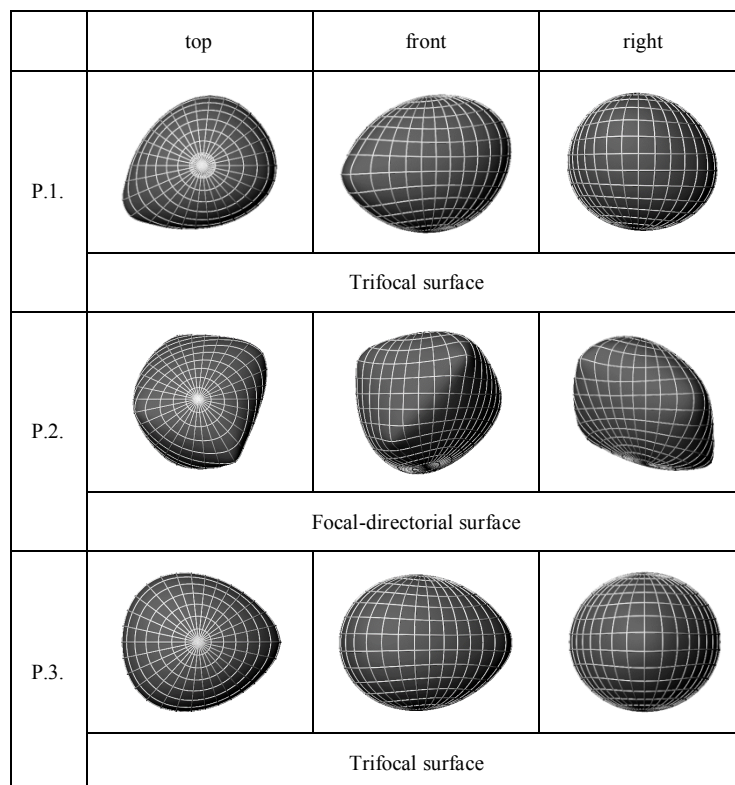 top front right
P.1.
Trifocal surface
P.2.
Focal-directorial surface
P.3.
Trifocal surface